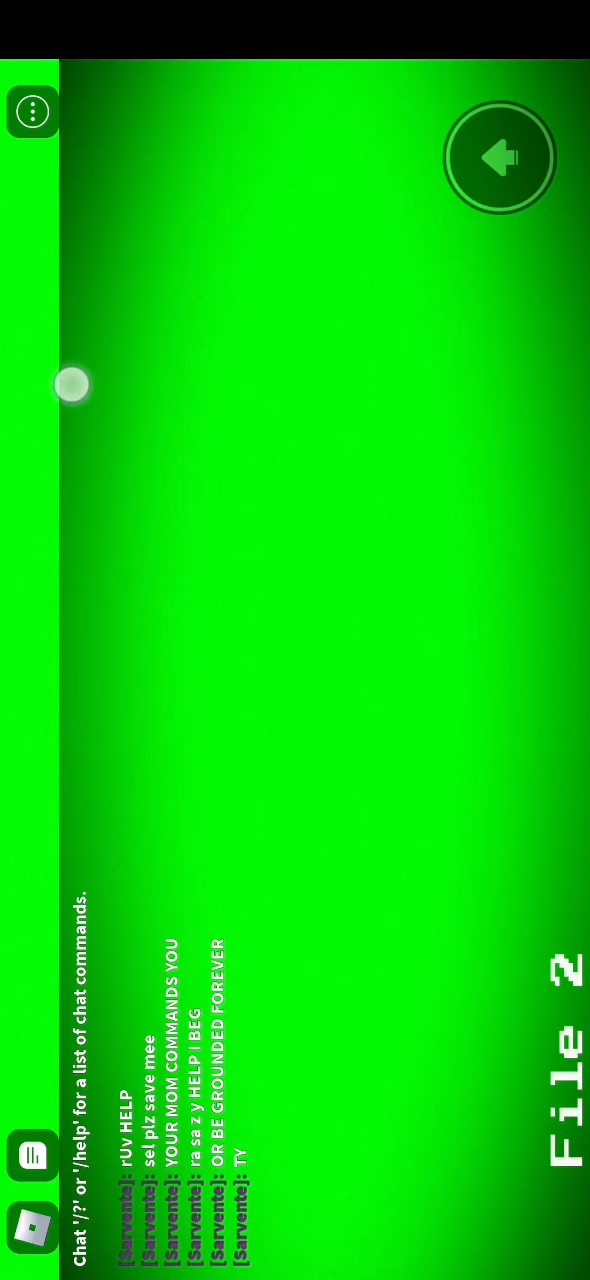 Chat '/?' or '/help' for a list of chat commands.
[Sarvente]: rUv HELP
[Sarvente]: sel plz save mee
[Sarvente]: YOUR MOM COMMANDS YOU
[Sarvente]: ra sa z y HELP I BEG
[Sarvente]: OR BE GROUNDED FOREVER
[Sarvente]: TY
File 2